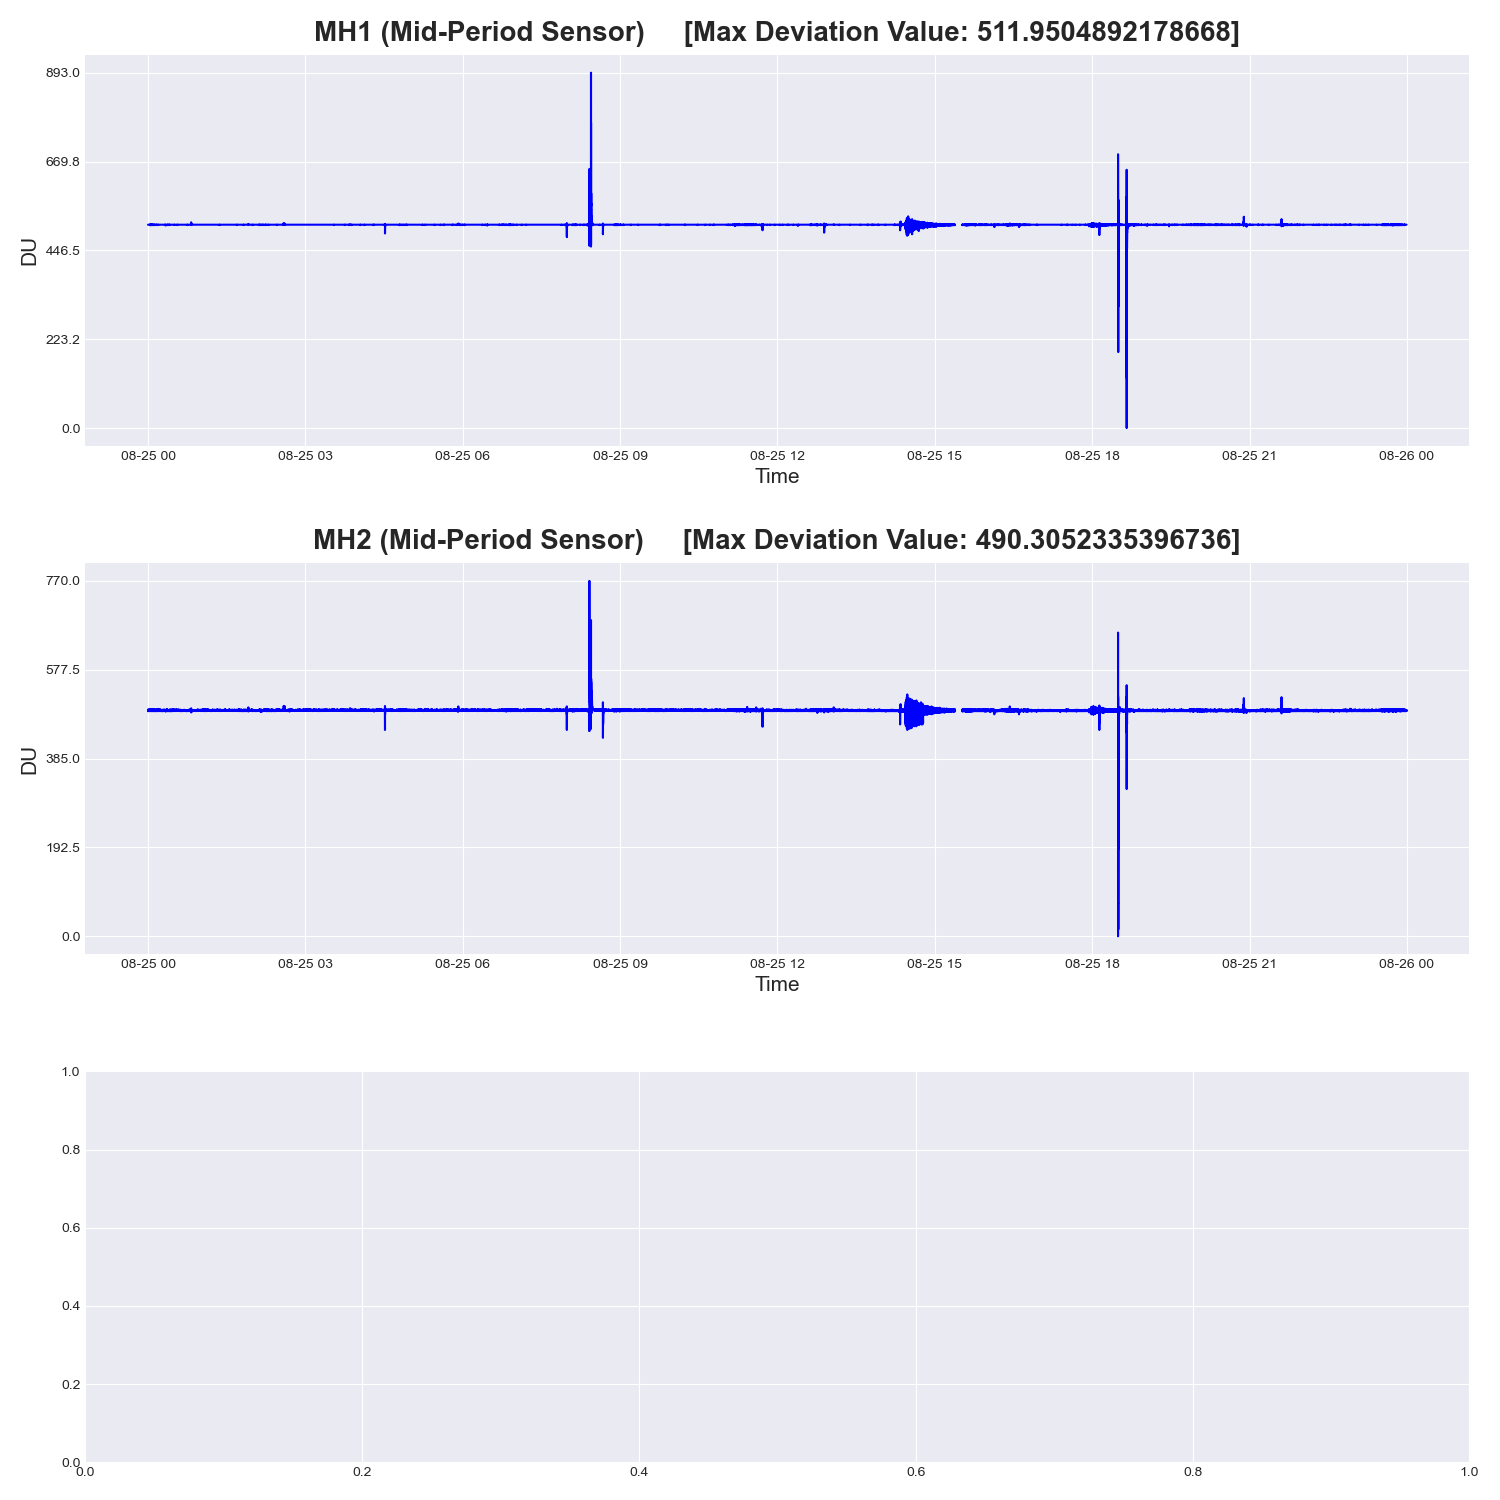 MH1 (Mid-Period Sensor) [Max Deviation Value: 511.9504892178668]
893.0
669.8
446.5
223.2
0.0
DU
08-25 00 08-25 03 08-25 06 08-25 09 08-25 12 08-25 15 08-25 18 08-25 21 08-26 00
Time
MH2 (Mid-Period Sensor) [Max Deviation Value: 490.3052335396736]
770.0
577.5
385.0
192.5
0.0
DU
08-25 00 08-25 03 08-25 06 08-25 09 08-25 12 08-25 15 08-25 18 08-25 21 08-26 00
Time
1.0
0.8
0.6
0.4
0.2
0.0
0.0 0.2 0.4 0.6 0.8 1.0